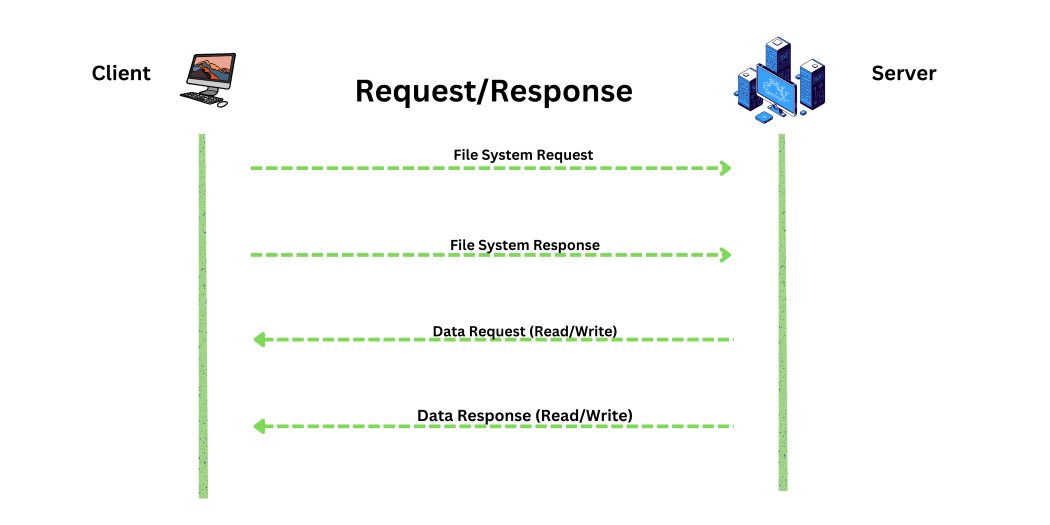 Client
Server
Request/Response
File System Request
File System Response
Data Request (Read/Write)
Data Response (Read/Write)